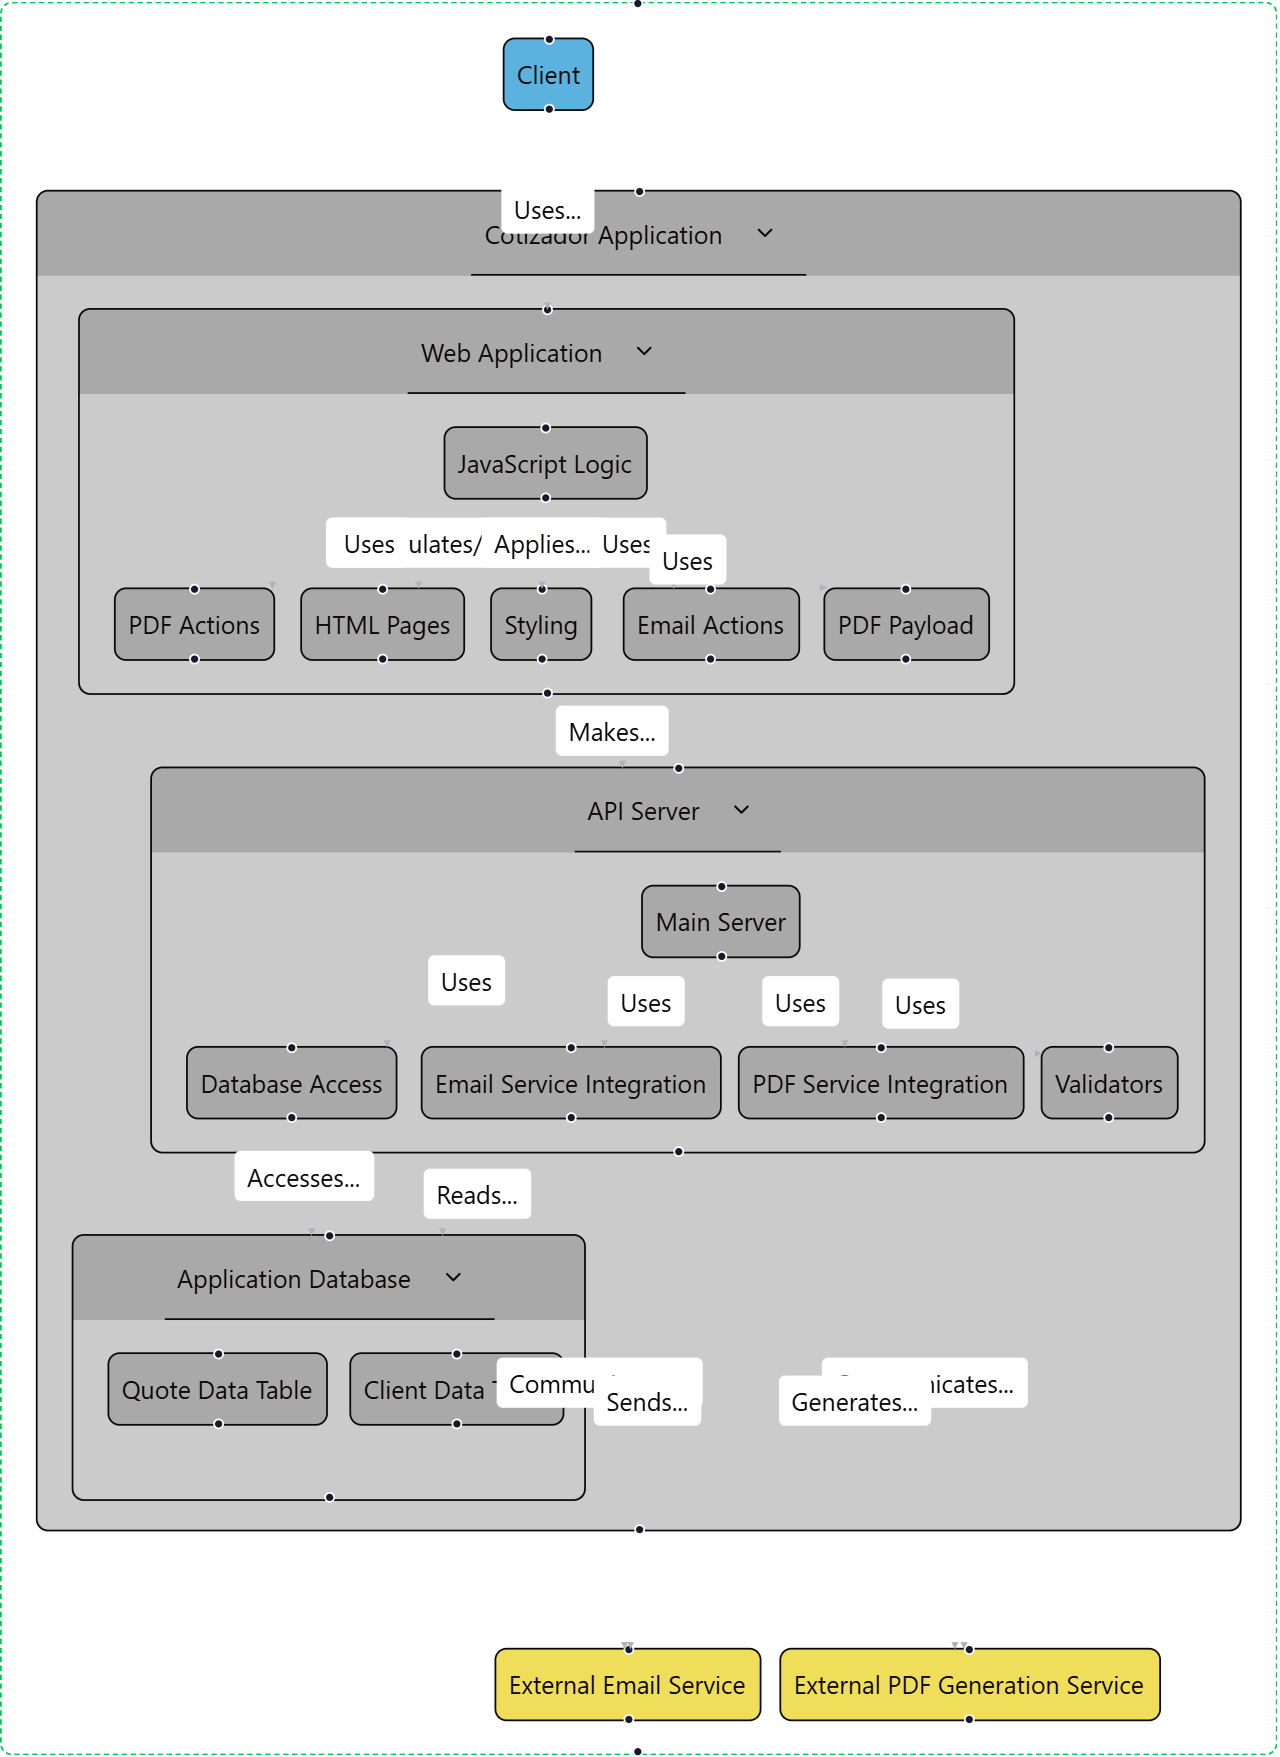 Client
Uses...
Cotizador Application
Web Application
JavaScript Logic
Uses ulates/ Applies... Uses
Uses
PDF Actions HTML Pages Styling Email Actions PDF Payload
Makes...
API Server
Main Server
Uses
Uses Uses Uses
Database Access Email Service Integration PDF Service Integration Validators
Accesses...
Reads...
Application Database
Quote Data Table Client Data Commu nicates...
Sends... Generates...
External Email Service External PDF Generation Service